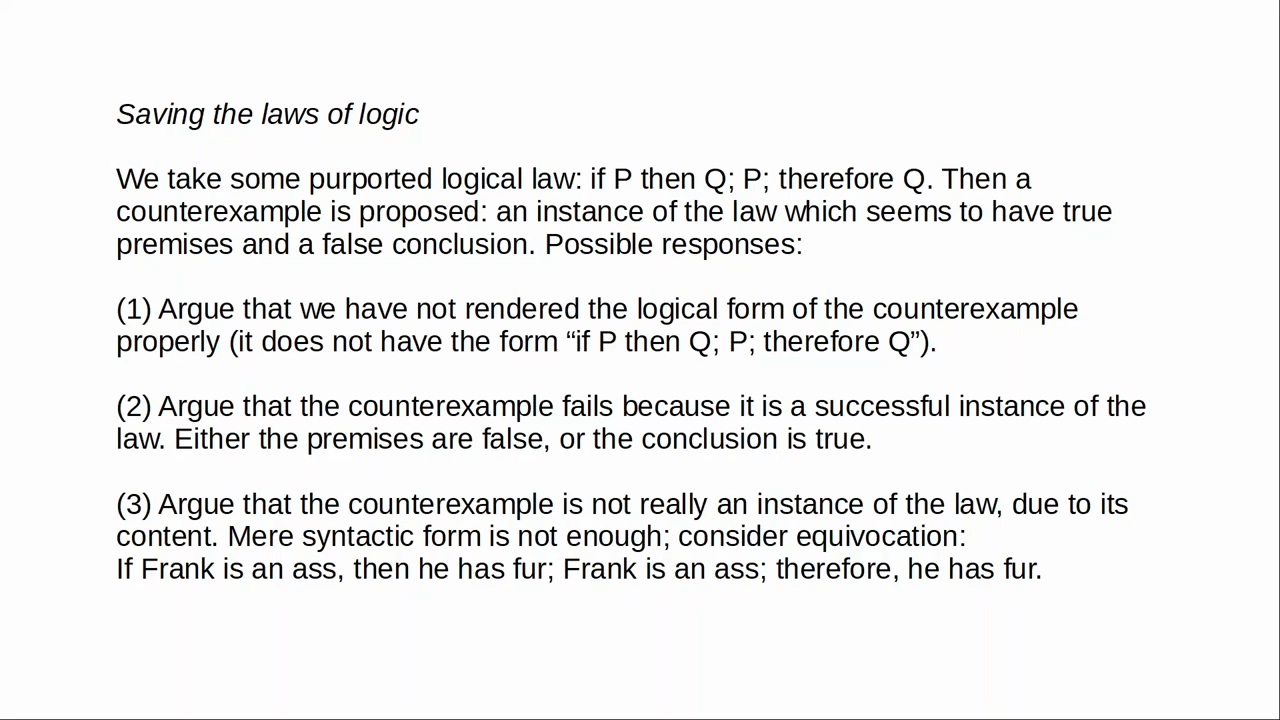 Saving the laws of logic
We take some purported logical law: if P then Q; P; therefore Q. Then a
counterexample is proposed: an instance of the law which seems to have true
premises and a false conclusion. Possible responses:
(1) Argue that we have not rendered the logical form of the counterexample
properly (it does not have the form “if P then Q; P; therefore Q”).
(2) Argue that the counterexample fails because it is a successful instance of the
law. Either the premises are false, or the conclusion is true.
(3) Argue that the counterexample is not really an instance of the law, due to its
content. Mere syntactic form is not enough; consider equivocation:
If Frank is an ass, then he has fur; Frank is an ass; therefore, he has fur.